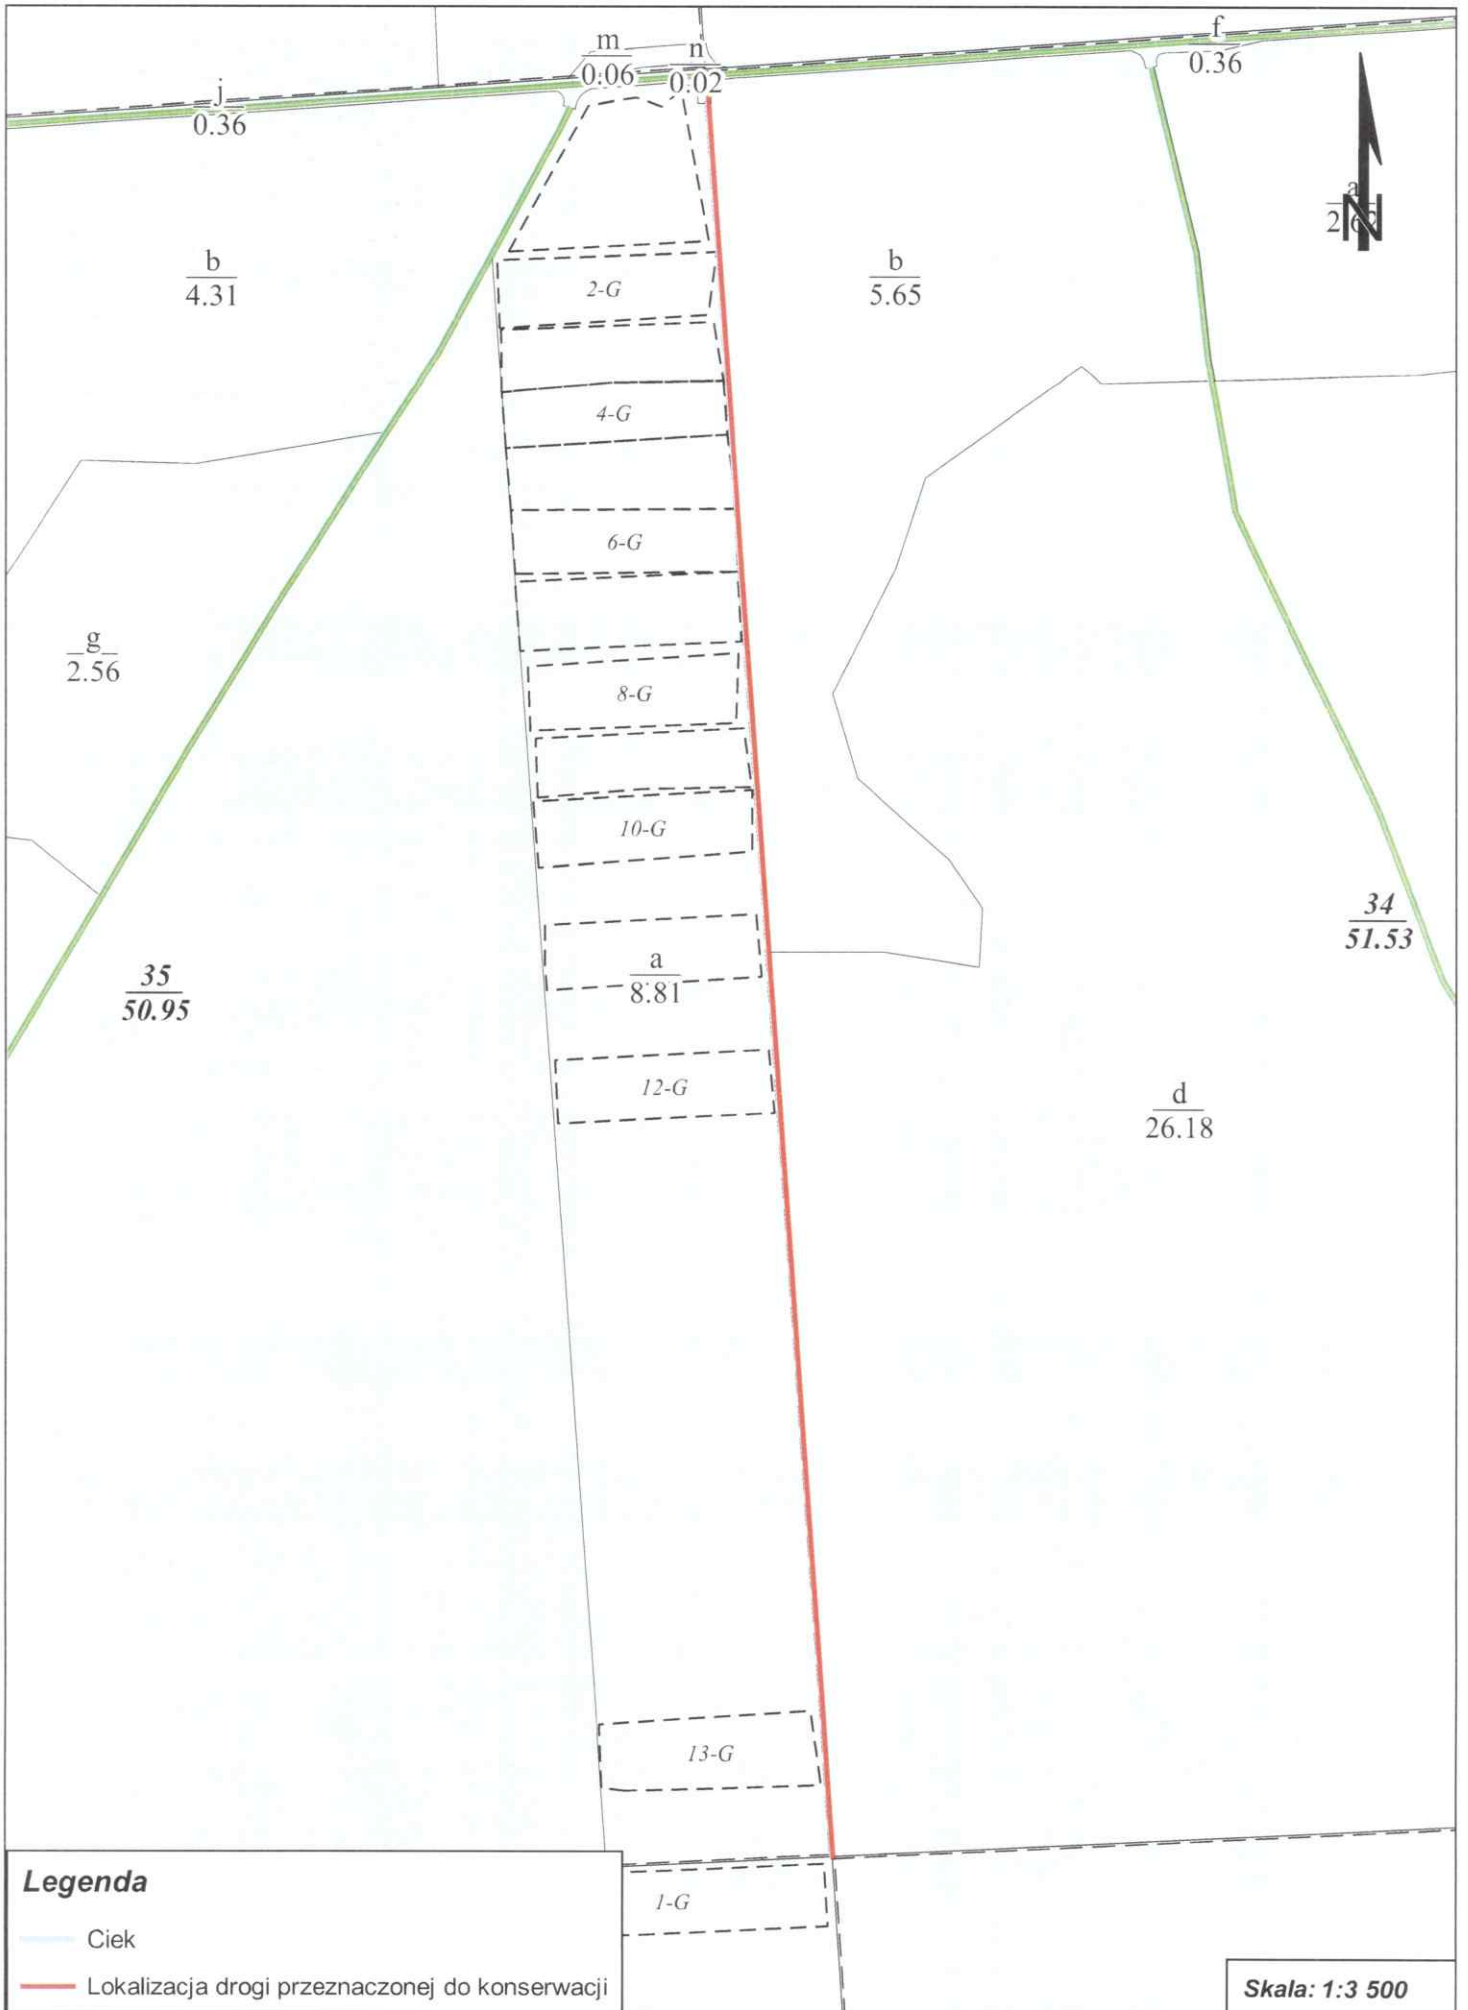 f
0.36
m
0.06
n
0.02
j
0.36
a
N
b
4.31
b
5.65
2-G
4-G
6-G
g
2.56
8-G
10-G
34
51.53
a
8.81
35
50.95
12-G
d
26.18
13-G
1-G
Legenda
Ciek
Lokalizacja drogi przeznaczonej do konserwacji
Skala: 1:3 500